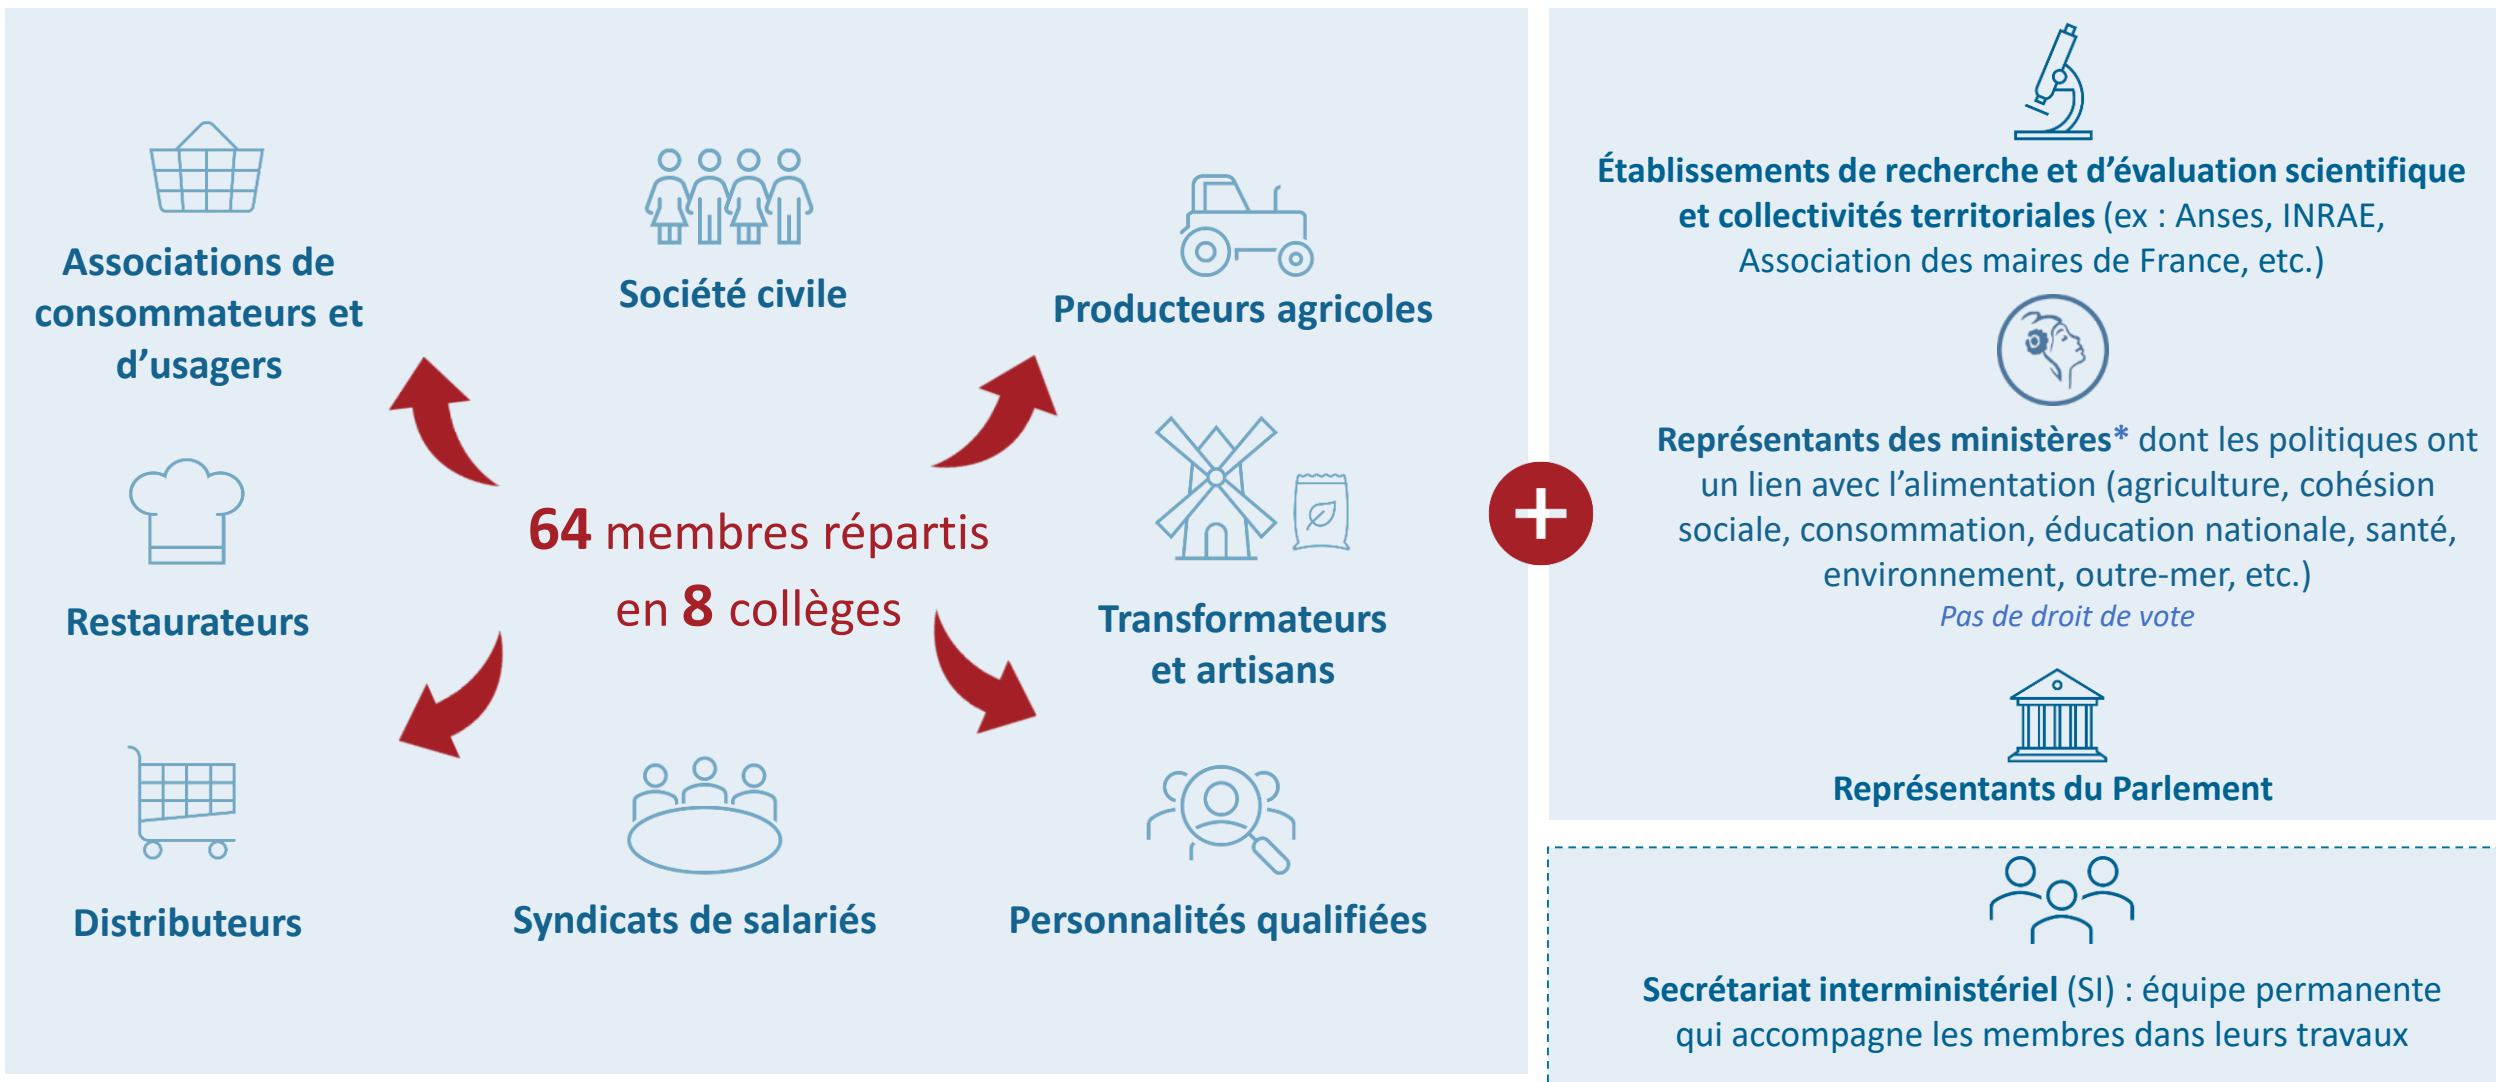 Associations de
consommateurs et
d’usagers
Société civile
Producteurs agricoles
Restaurateurs
64 membres répartis
en 8 collèges
Transformateurs
et artisans
Distributeurs
Syndicats de salariés
Personnalités qualifiées
+
Établissements de recherche et d’évaluation scientifique
et collectivités territoriales (ex : Anses, INRAE,
Association des maires de France, etc.)
Représentants des ministères* dont les politiques ont
un lien avec l’alimentation (agriculture, cohésion
sociale, consommation, éducation nationale, santé,
environnement, outre-mer, etc.)
Pas de droit de vote
Représentants du Parlement
Secrétariat interministériel (SI) : équipe permanente
qui accompagne les membres dans leurs travaux